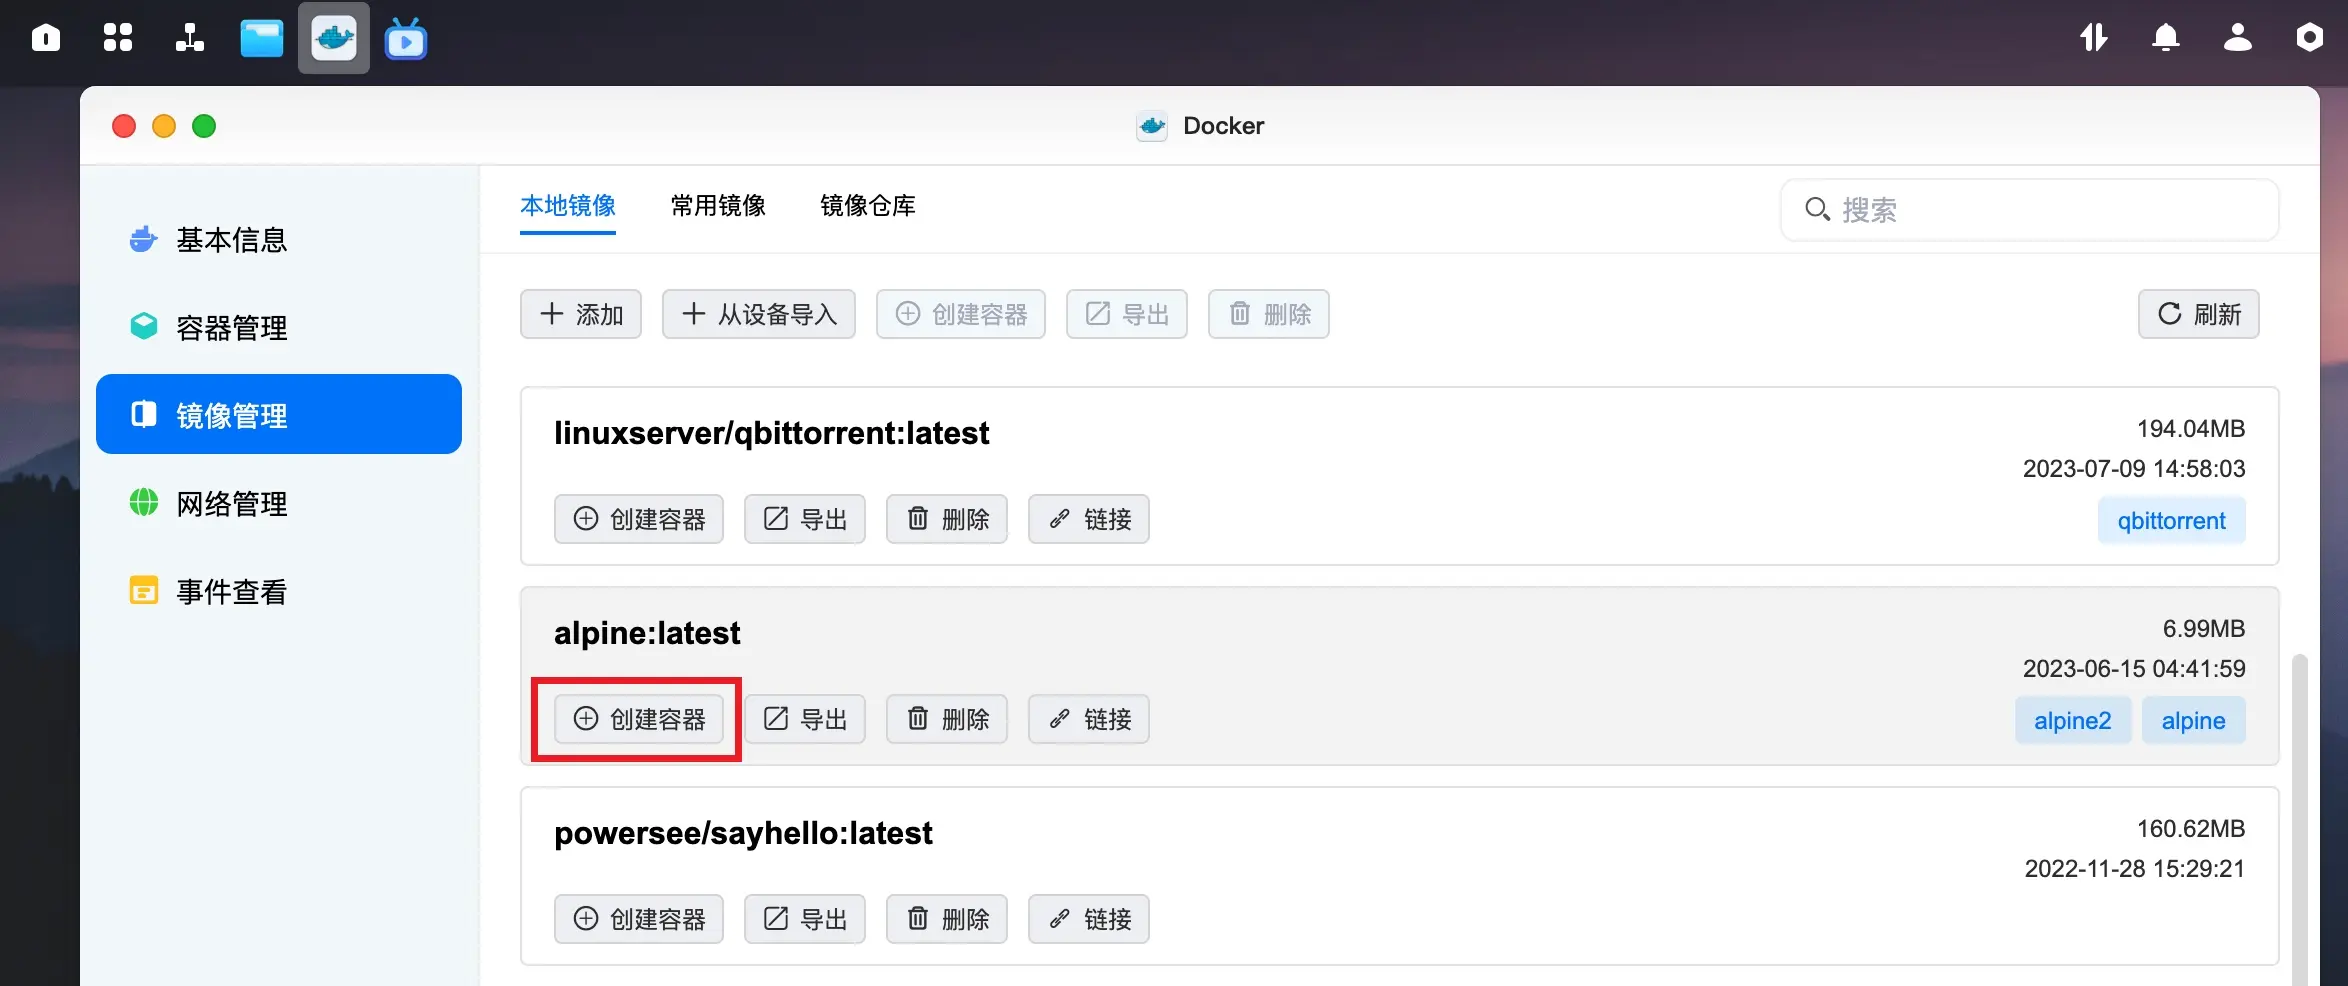 Docker
本地镜像 常用镜像 镜像仓库 搜索
基本信息
容器管理
镜像管理
网络管理
事件查看
添加 从设备导入 创建容器 导出 删除 刷新
linuxserver/qbittorrent:latest
194.04MB
2023-07-09 14:58:03
创建容器 导出 删除 链接 qbittorrent
alpine:latest
6.99MB
2023-06-15 04:41:59
创建容器 导出 删除 链接 alpine2 alpine
powersee/sayhello:latest
160.62MB
2022-11-28 15:29:21
创建容器 导出 删除 链接